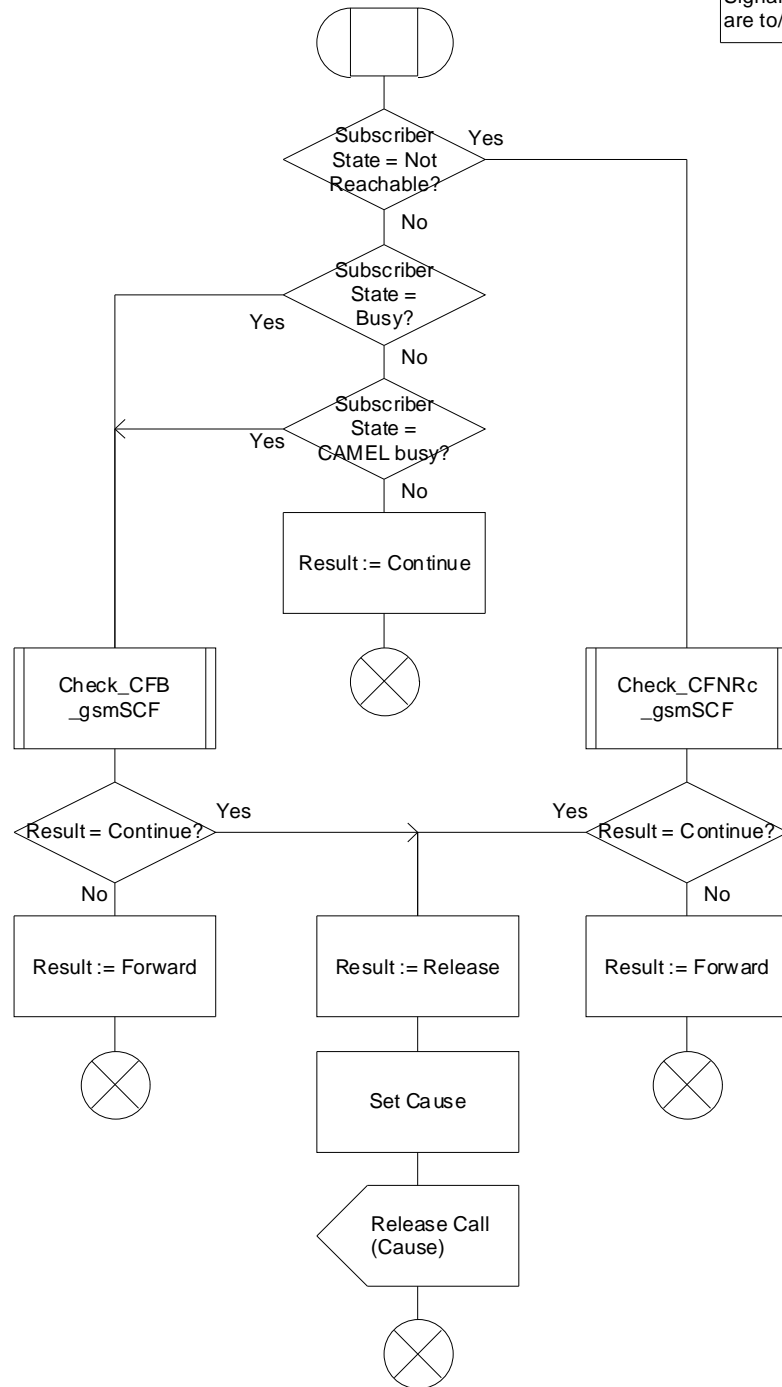 Signal
are to/
Subscriber
State = Not
Reachable?
Yes
No
Subscriber
State =
Busy?
Yes
No
Subscriber
State =
CAMEL busy?
Yes
No
Result := Continue
Check_CFB
_gsmSCF
Check_CFNRc
_gsmSCF
Result = Continue?
Yes
No
Yes
Result = Continue?
No
Result := Forward
Result := Release
Result := Forward
Set Cause
Release Call
(Cause)